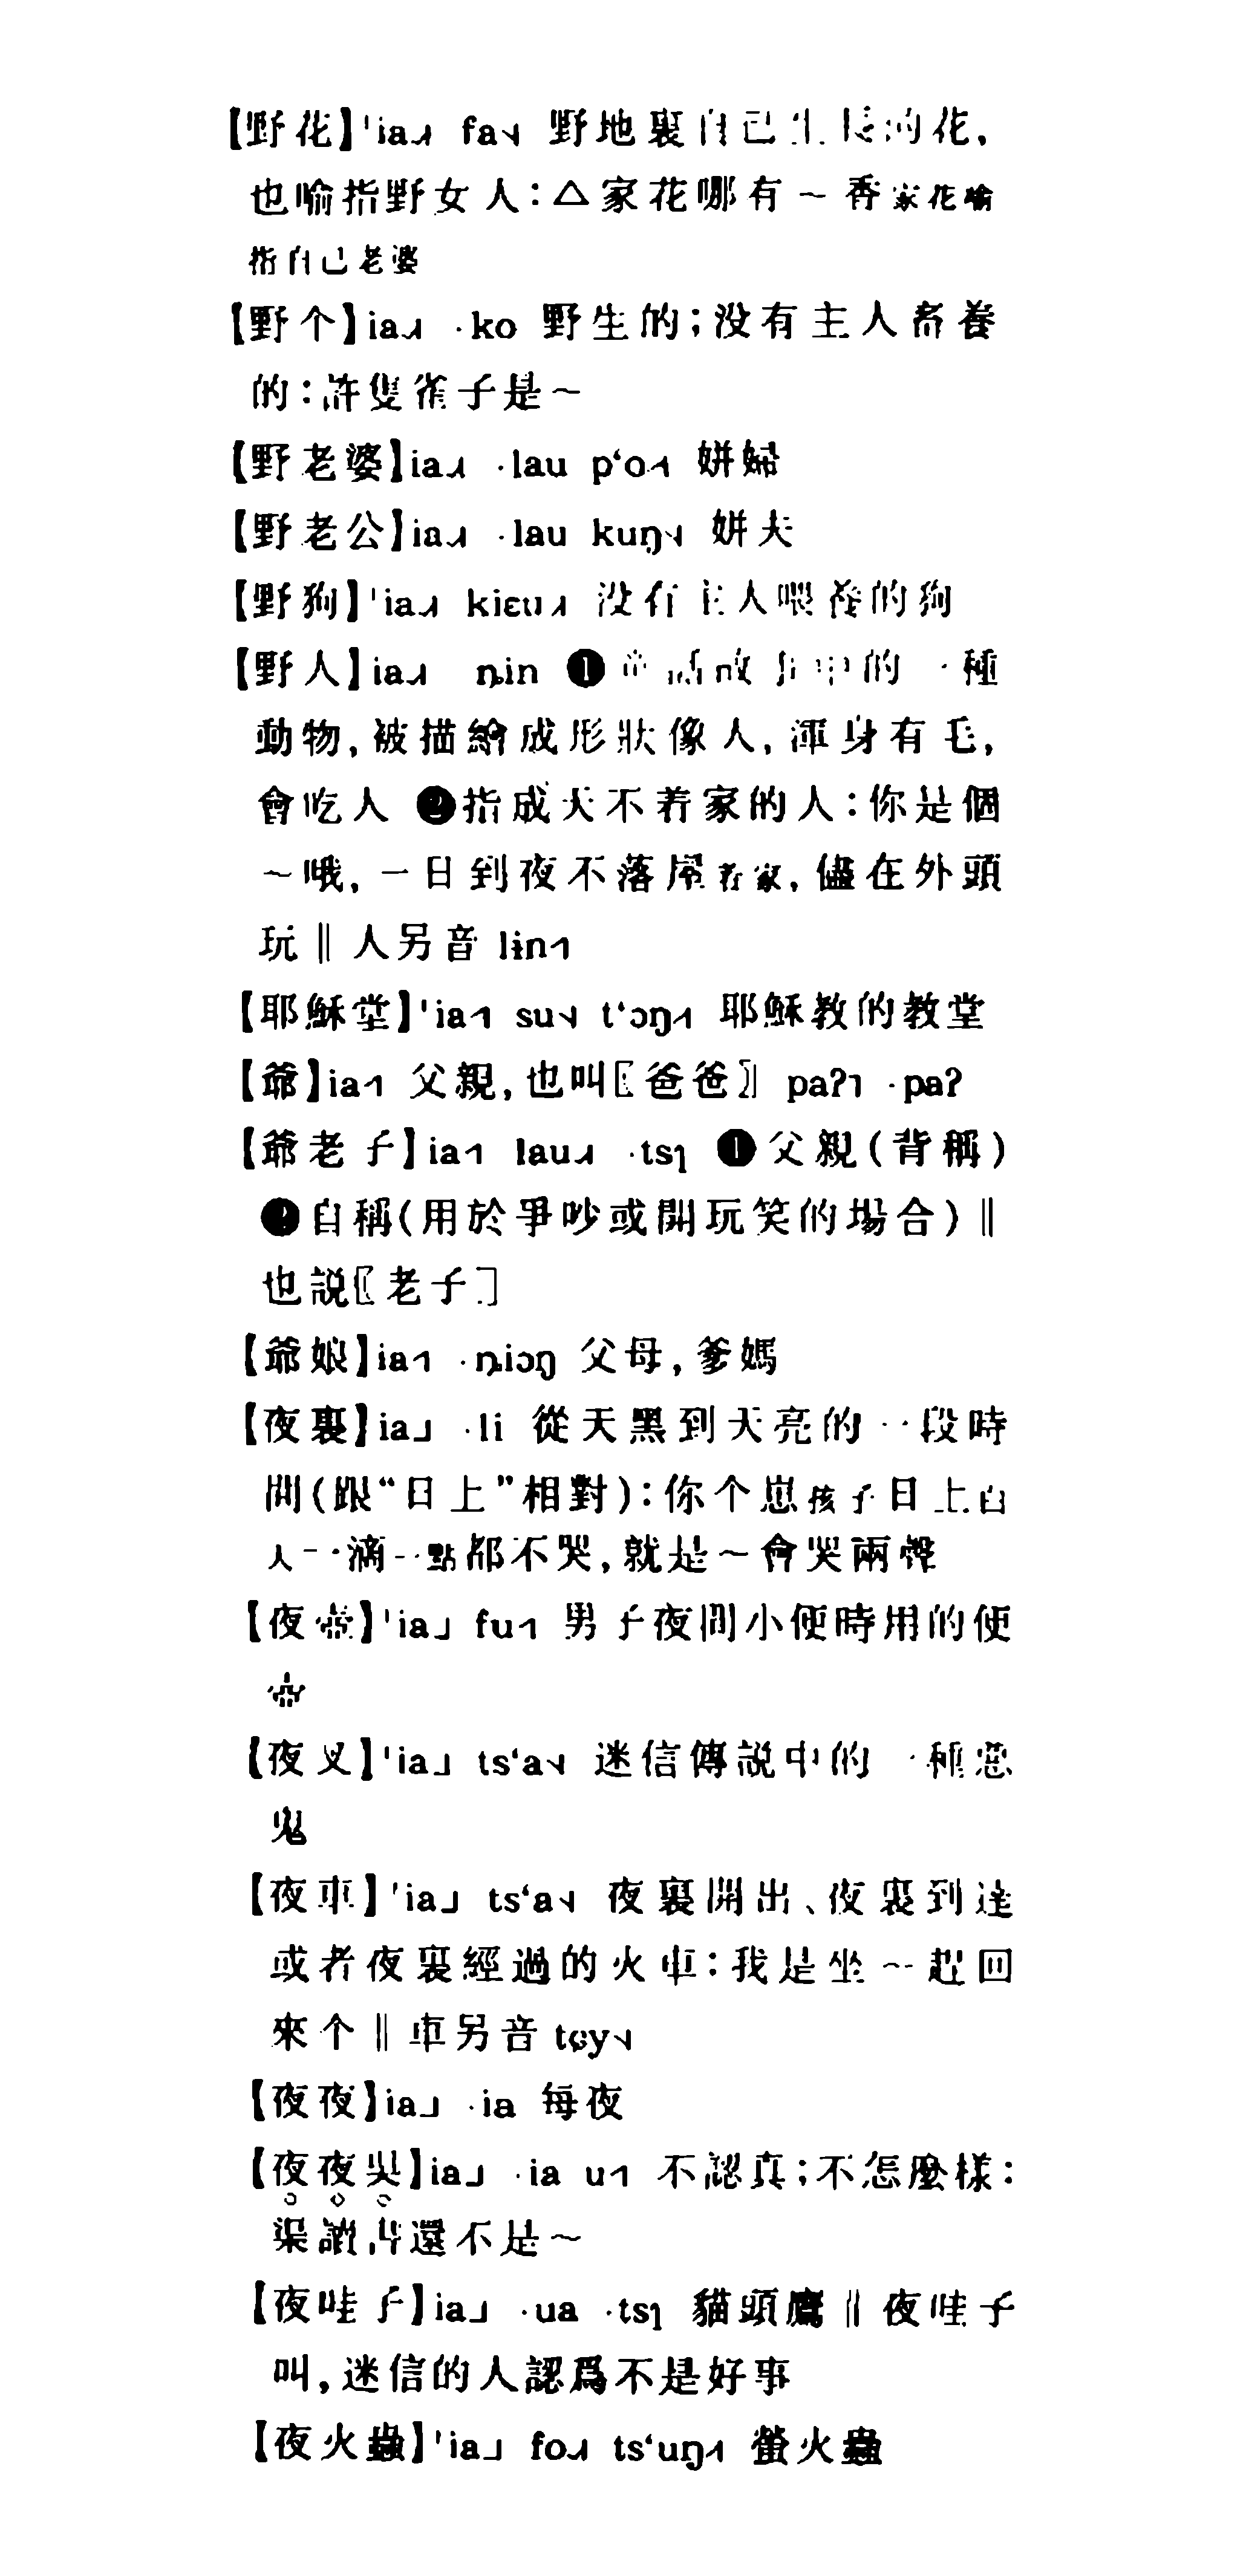 【野花】ˈia˩˧ fa˧˩ 野地裏自己生長的花，
也喻指野女人：△家花哪有～香家花喻
指自己老婆
【野个】ia˩˧ ·ko 野生的；没有主人畜養
的：許隻雀子是～
【野老婆】ia˩˧ ·lau pʻo˧˥ 姘婦
【野老公】ia˩˧ ·lau kuŋ˧˩ 姘夫
【野狗】ˈia˩˧ kiɛu˩˧ 没有主人喂養的狗
【野人】ia˩˧ ȵin ❶童話故事中的一種
動物，被描繪成形狀像人，渾身有毛，
會吃人 ❷指成天不着家的人：你是個
～哦，一日到夜不落屋在家，儘在外頭
玩‖人另音 lin˧˥
【耶穌堂】ˈia˧˥ su˧˩ tʻɔŋ˧˥ 耶穌教的教堂
【爺】ia˧˥ 父親，也叫〖爸爸〗 paʔ˥ ·paʔ
【爺老子】ia˧˥ lau˩˧ ·tsɿ ❶父親（背稱）
❷自稱（用於爭吵或開玩笑的場合）‖
也説〖老子〗
【爺娘】ia˧˥ ·ȵiɔŋ 父母，爹媽
【夜裏】ia˩ ·li 從天黑到天亮的一段時
間（跟“日上”相對）：你个崽孩子日上白
天一滴一點都不哭，就是～會哭兩聲
【夜壺】ˈia˩ fu˧˥ 男子夜間小便時用的便
壺
【夜叉】ˈia˩ tsʻa˧˩ 迷信傳説中的一種惡
鬼
【夜車】ˈia˩ tsʻa˧˩ 夜裏開出、夜裏到達
或者夜裏經過的火車：我是坐～趕回
來个‖車另音 tɕy˧˩
【夜夜】ia˩ ·ia 每夜
【夜夜吳】ia˩ ·ia u˧˥ 不認真；不怎麽樣：
渠讀書還不是～
【夜哇子】ia˩ ·ua ·tsɿ 貓頭鷹‖夜哇子
叫，迷信的人認爲不是好事
【夜火蟲】ˈia˩ fo˩˧ tsʻuŋ˧˥ 螢火蟲